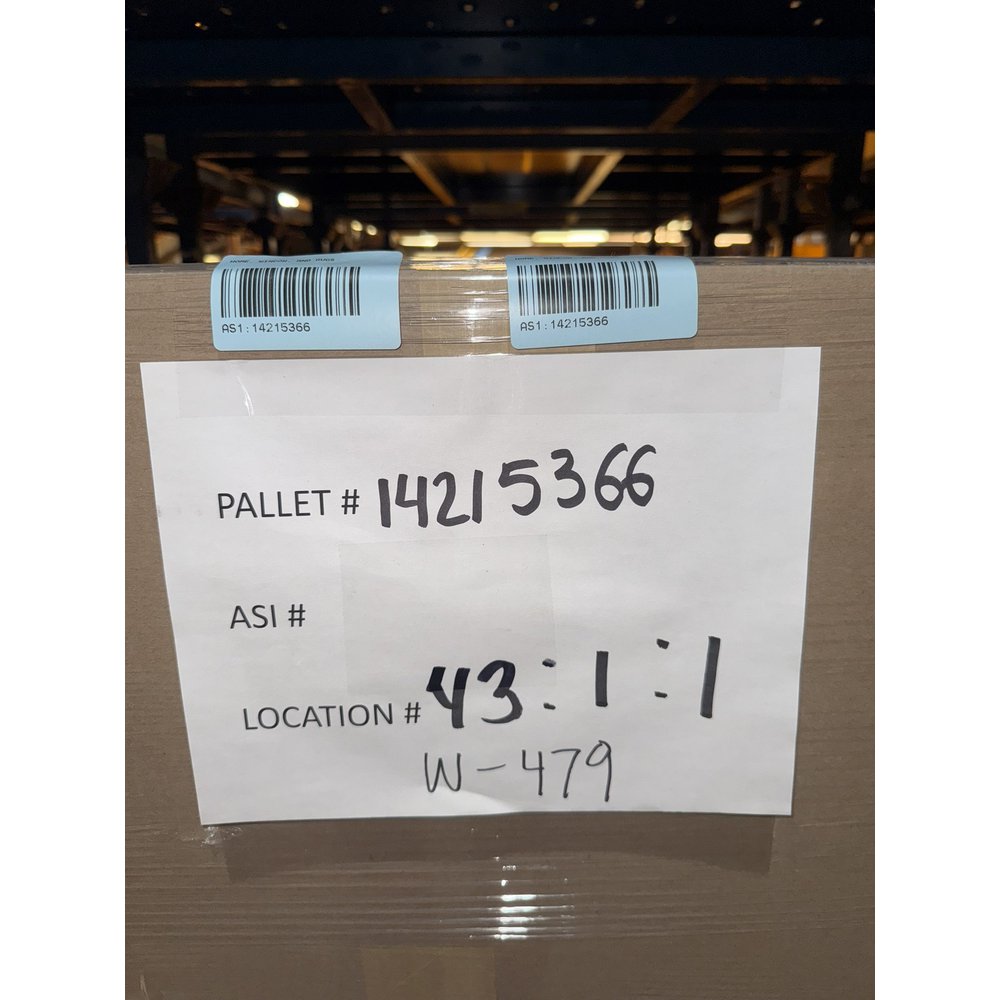 AS1:14215366
AS1:14215366
PALLET # 14215366
ASI #
LOCATION # 43:1:1
W-479